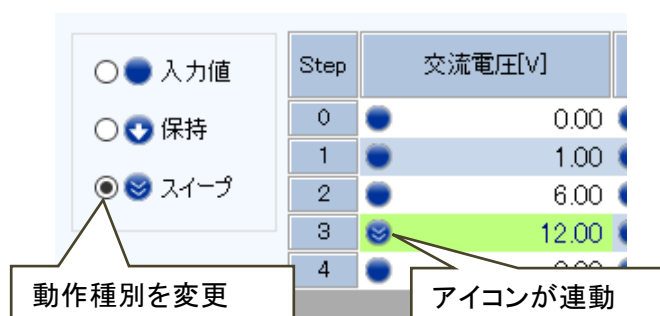 入力値
保持
スイープ
Step 交流電圧[V]
0 0.00
1 1.00
2 6.00
3 12.00
4
動作種別を変更
アイコンが連動